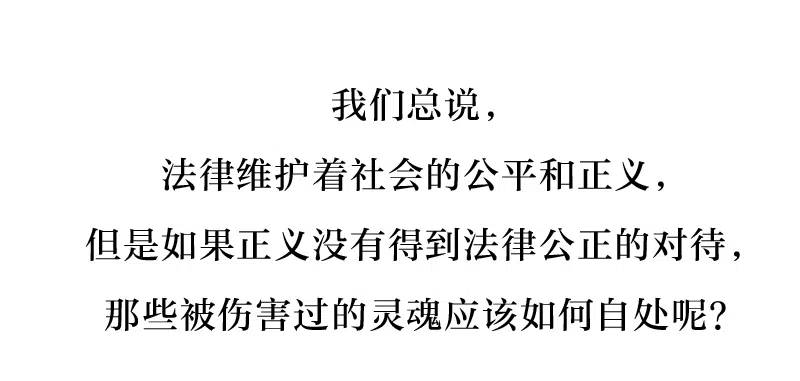 我们总说，
法律维护着社会的公平和正义，
但是如果正义没有得到法律公正的对待，
那些被伤害过的灵魂应该如何自处呢？